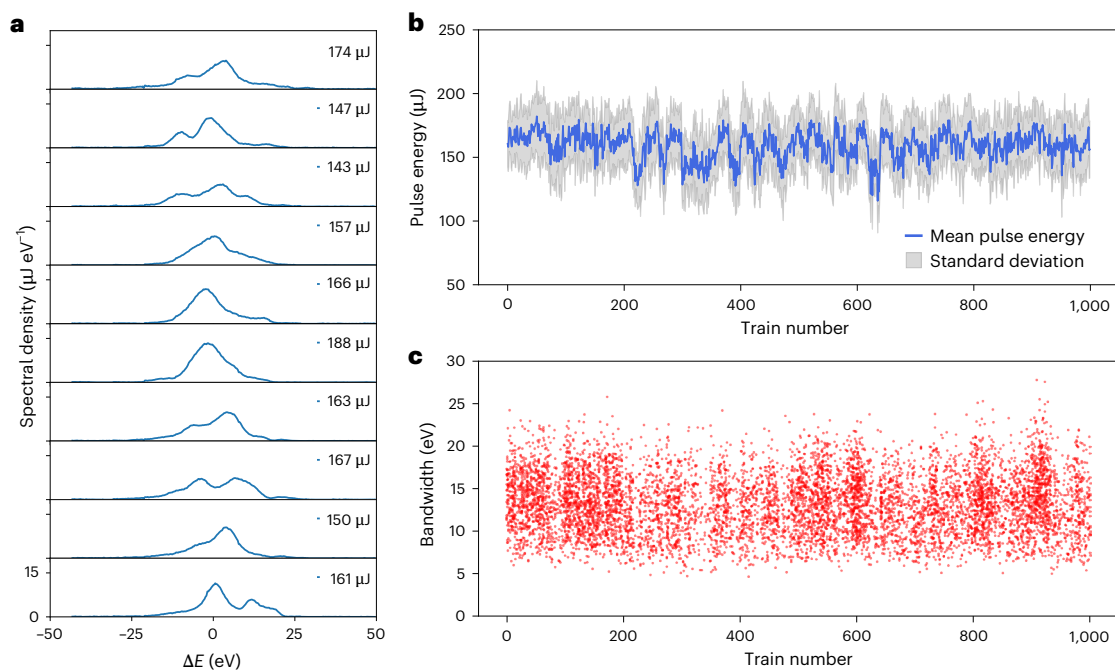 a
174 µJ
147 µJ
143 µJ
157 µJ
166 µJ
188 µJ
163 µJ
167 µJ
150 µJ
161 µJ
15
0
−50
−25
0
25
50
ΔE (eV)
Spectral density (µJ eV⁻¹)
b
250
200
150
100
50
Pulse energy (µJ)
Mean pulse energy
Standard deviation
0
200
400
600
800
1,000
Train number
c
30
25
20
15
10
5
0
Bandwidth (eV)
0
200
400
600
800
1,000
Train number